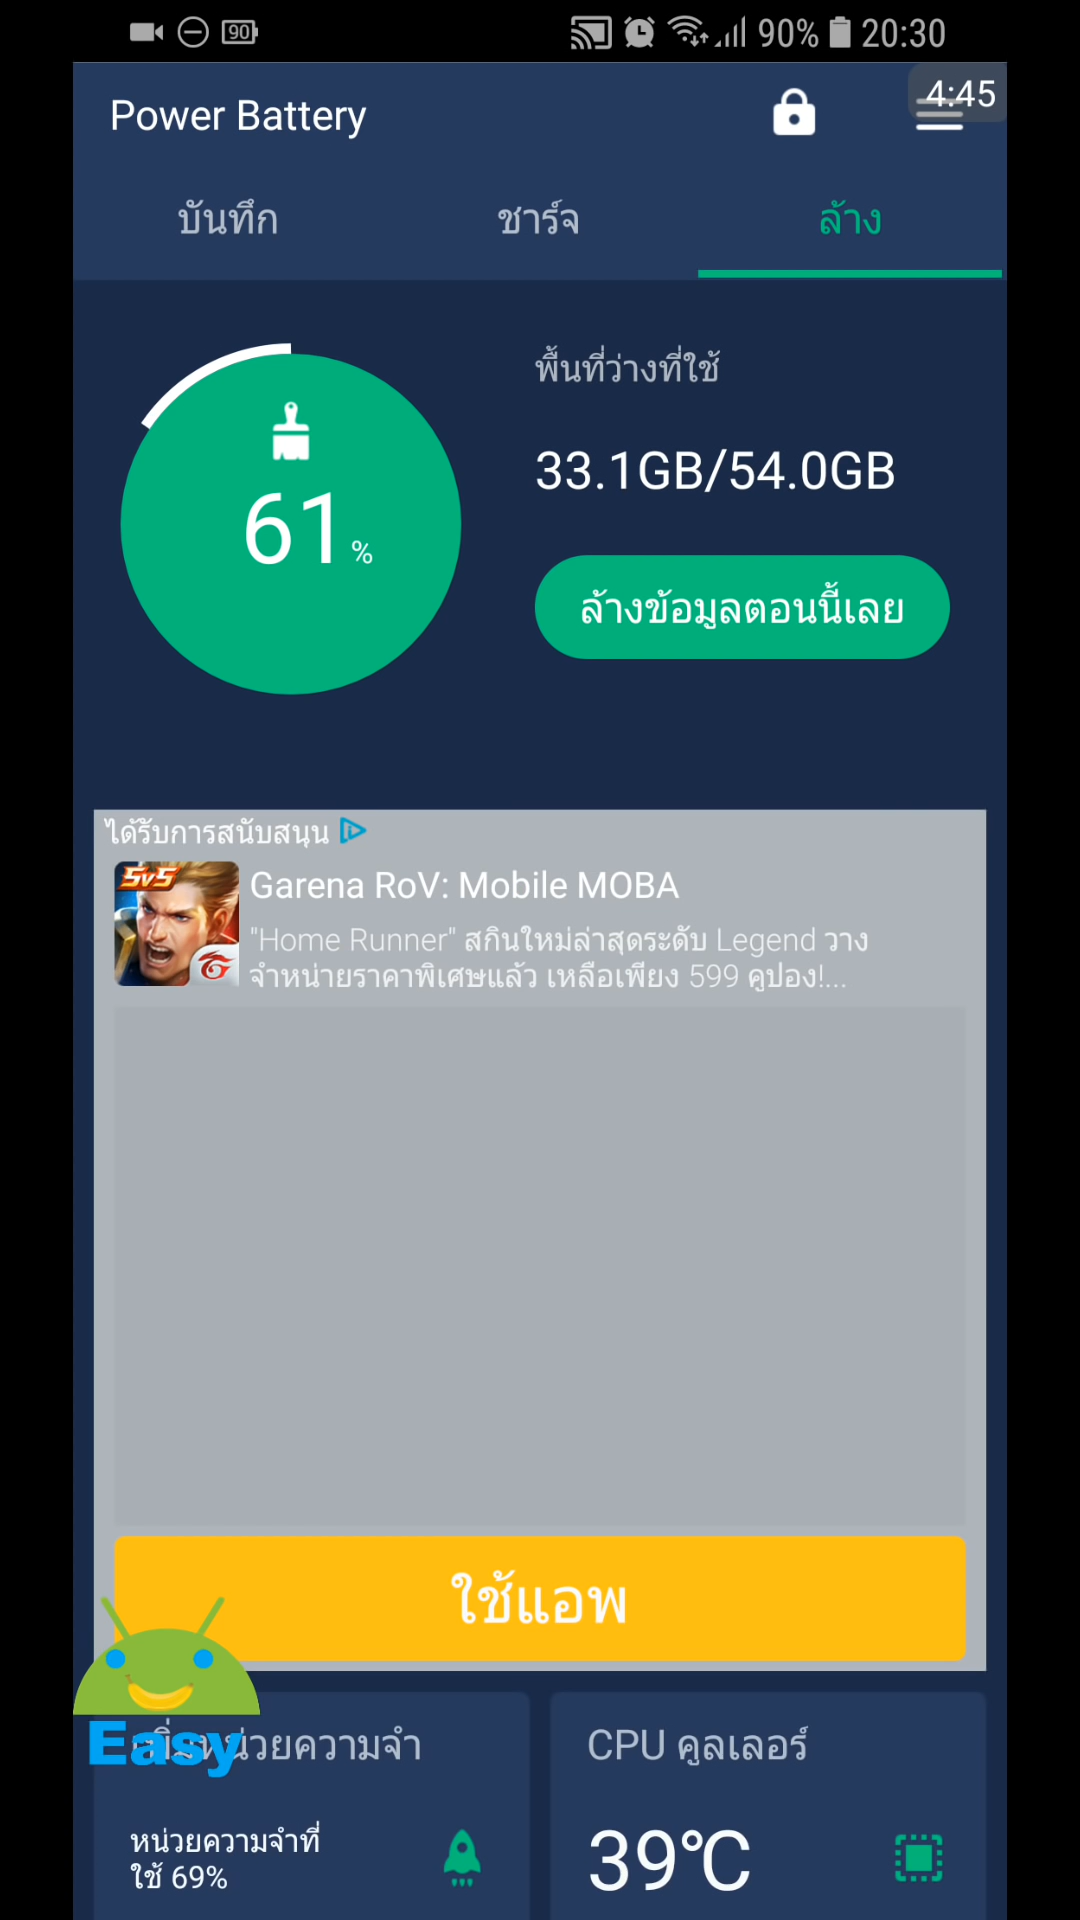 90
90% 20:30
4:45
Power Battery
บันทึก ชาร์จ ล้าง
พื้นที่ว่างที่ใช้
33.1GB/54.0GB
61%
ล้างข้อมูลตอนนี้เลย
ได้รับการสนับสนุน
5v5
Garena RoV: Mobile MOBA
"Home Runner" สกินใหม่ล่าสุดระดับ Legend วาง
จำหน่ายราคาพิเศษแล้ว เหลือเพียง 599 คูปอง!...
ใช้แอพ
Easy
หน่วยความจำ
CPU คูลเลอร์
หน่วยความจำที่
ใช้ 69%
39℃